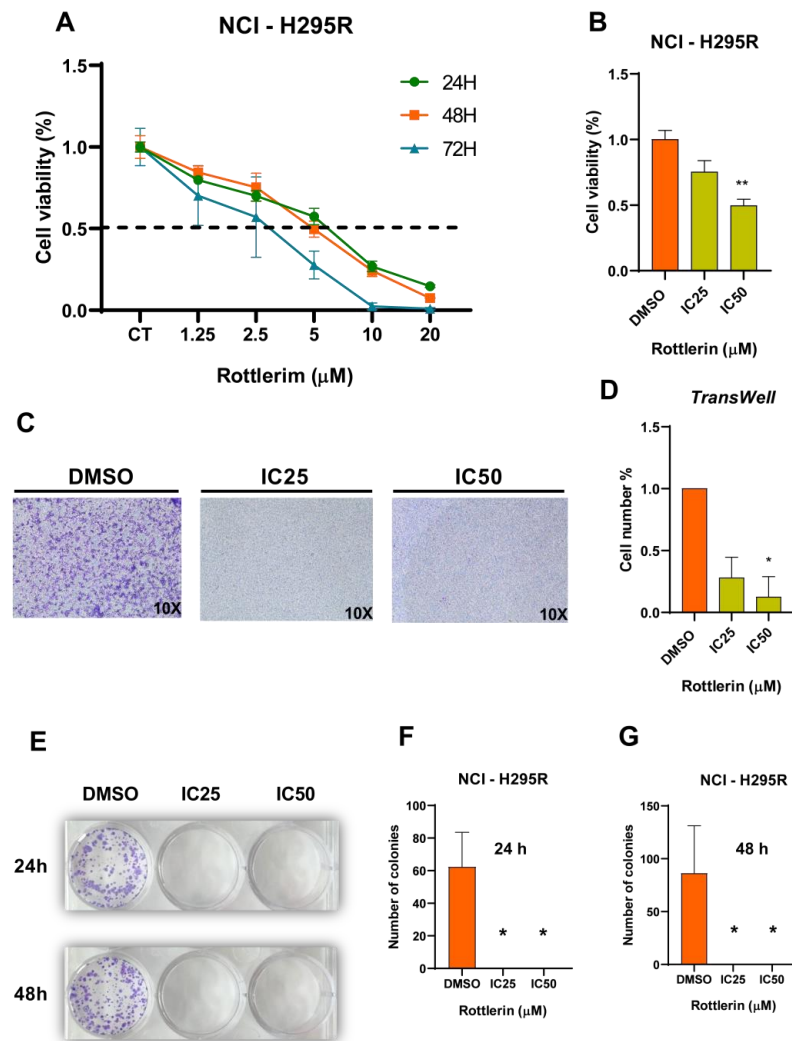 A
NCI - H295R
Cell viability (%)
1.5
1.0
0.5
0.0
24H
48H
72H
CT 1.25 2.5 5 10 20
Rottlerim (μM)
B
NCI - H295R
Cell viability (%)
1.5
1.0
0.5
0.0
**
DMSO IC25 IC50
Rottlerin (μM)
C
DMSO IC25 IC50
10X 10X 10X
D
TransWell
Cell number %
1.0
0.5
0.0
*
DMSO IC25 IC50
Rottlerin (μM)
E
DMSO IC25 IC50
24h
48h
F
NCI - H295R
24 h
Number of colonies
100
80
60
40
20
0
* *
DMSO IC25 IC50
Rottlerin (μM)
G
NCI - H295R
48 h
Number of colonies
150
100
50
0
* *
DMSO IC25 IC50
Rottlerin (μM)